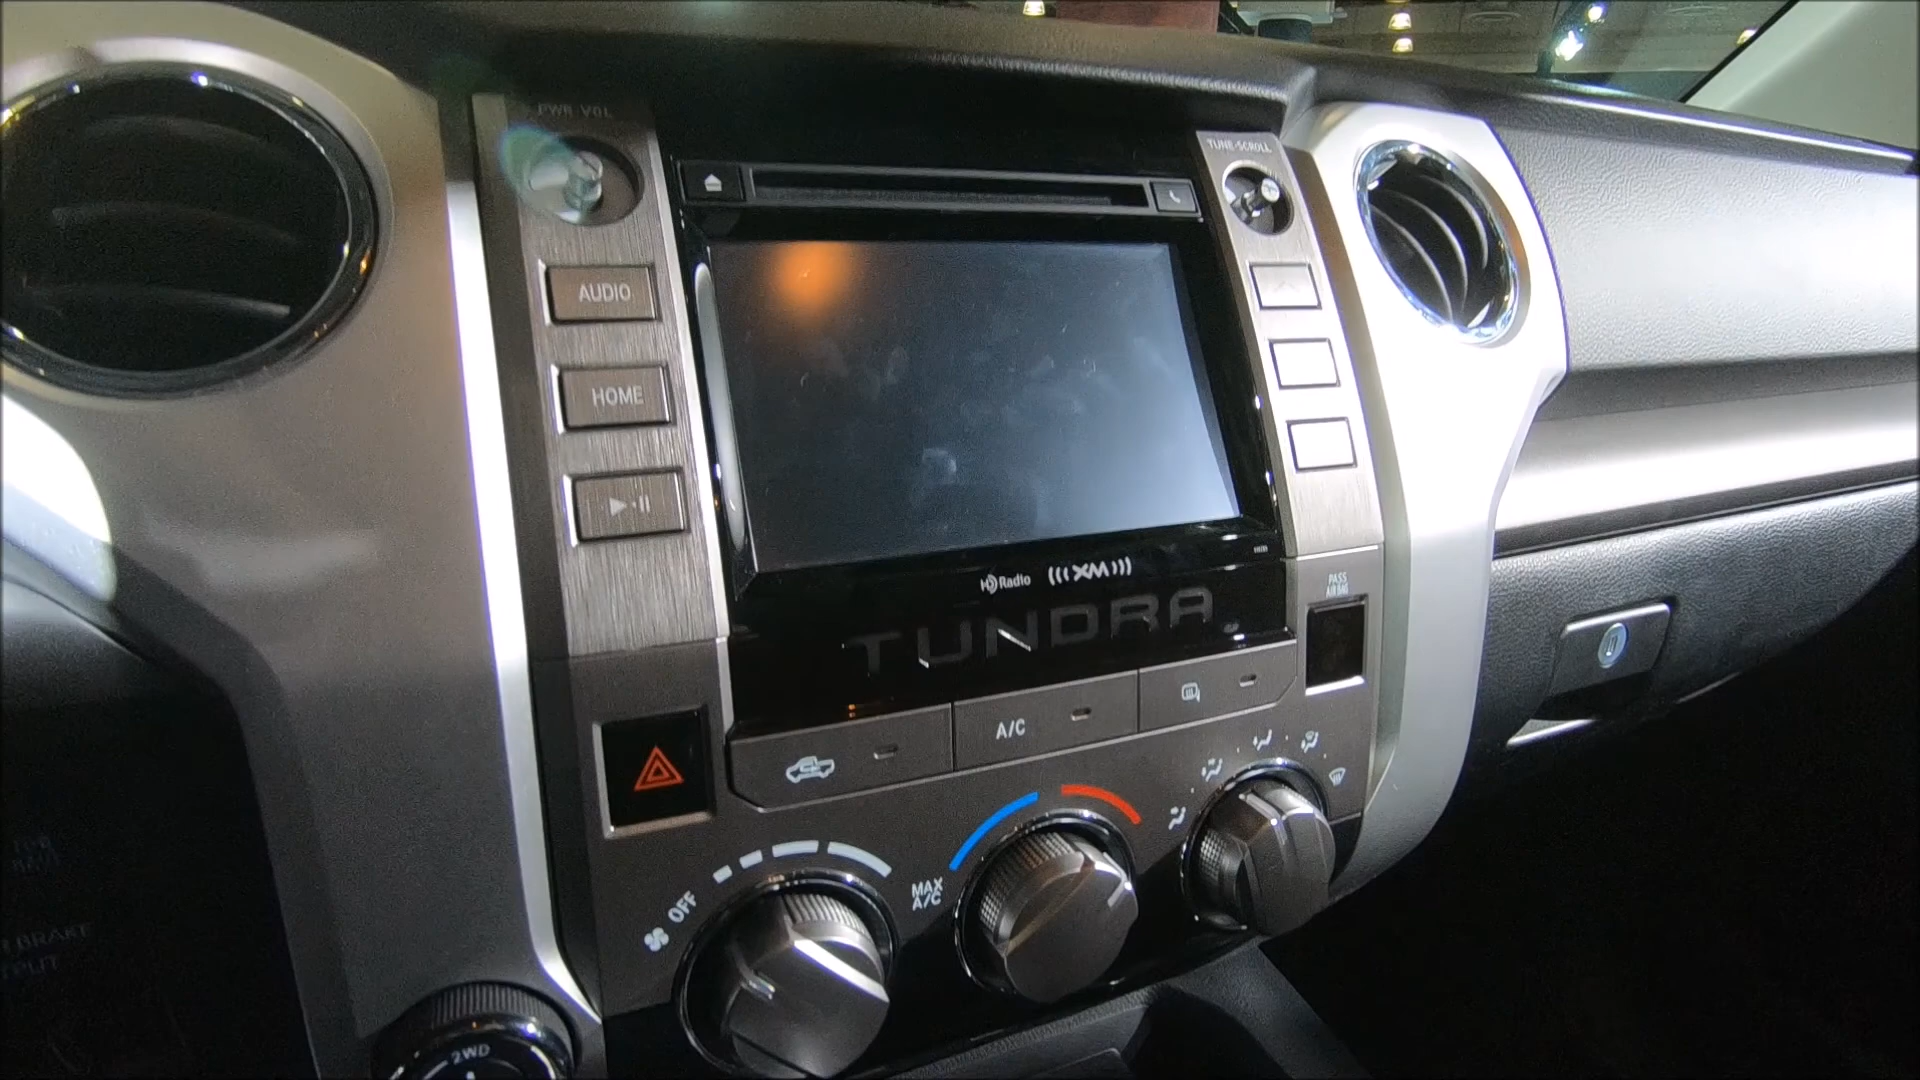 PWR·VOL
TUNE·SCROLL
AUDIO
HOME
HD Radio
XM
TUNDRA
PASS
AIR BAG
A/C
OFF
MAX
A/C
2WD